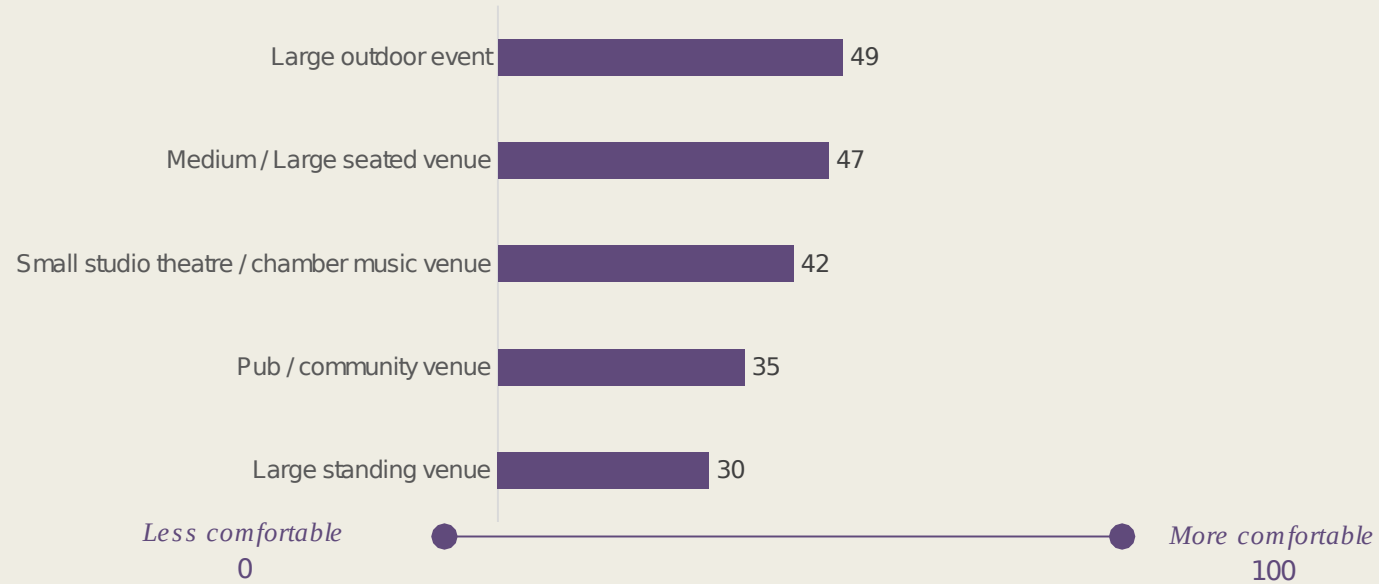 Large outdoor event 49
Medium / Large seated venue 47
Small studio theatre / chamber music venue 42
Pub / community venue 35
Large standing venue 30
Less comfortable More comfortable
0 100